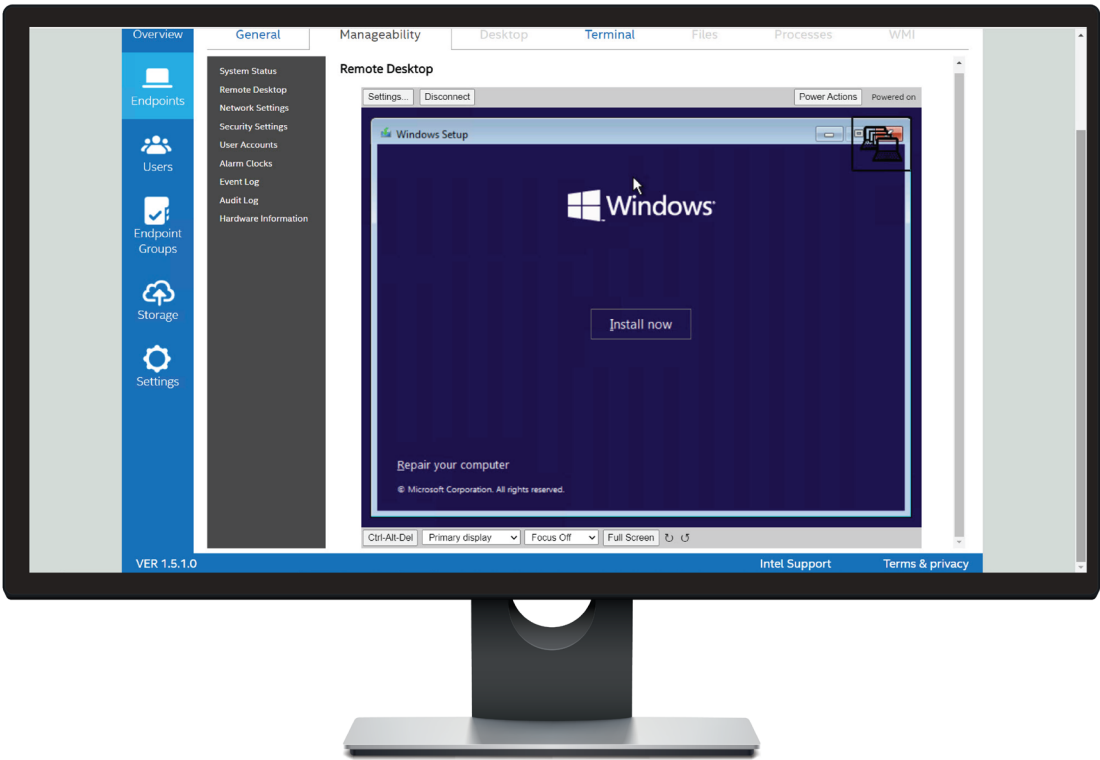 Overview
General
Manageability
Desktop
Terminal
Files
Processes
WMI
Endpoints
Users
Endpoint
Groups
Storage
Settings
System Status
Remote Desktop
Network Settings
Security Settings
User Accounts
Alarm Clocks
Event Log
Audit Log
Hardware Information
Remote Desktop
Settings...
Disconnect
Power Actions
Powered on
Windows Setup
Windows
Install now
Repair your computer
© Microsoft Corporation. All rights reserved.
Ctrl-Alt-Del
Primary display
Focus Off
Full Screen
VER 1.5.1.0
Intel Support
Terms & privacy